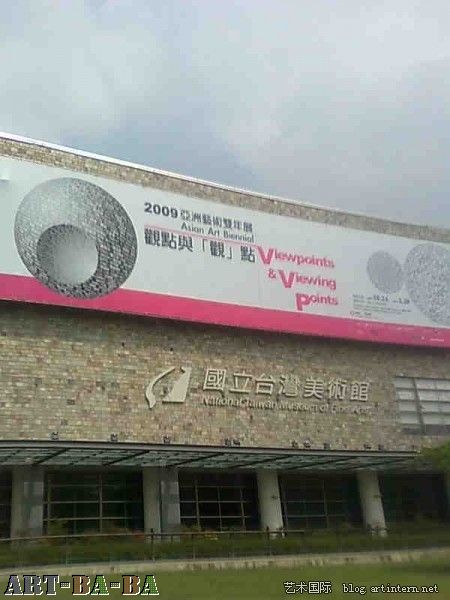 2009 亞洲藝術雙年展
Asian Art Biennial
觀點與「觀」點
Viewpoints
& Viewing
Points
國立台灣美術館
National Taiwan Museum of Fine Arts
ART-BA-BA
艺术国际 blog.artintern.net